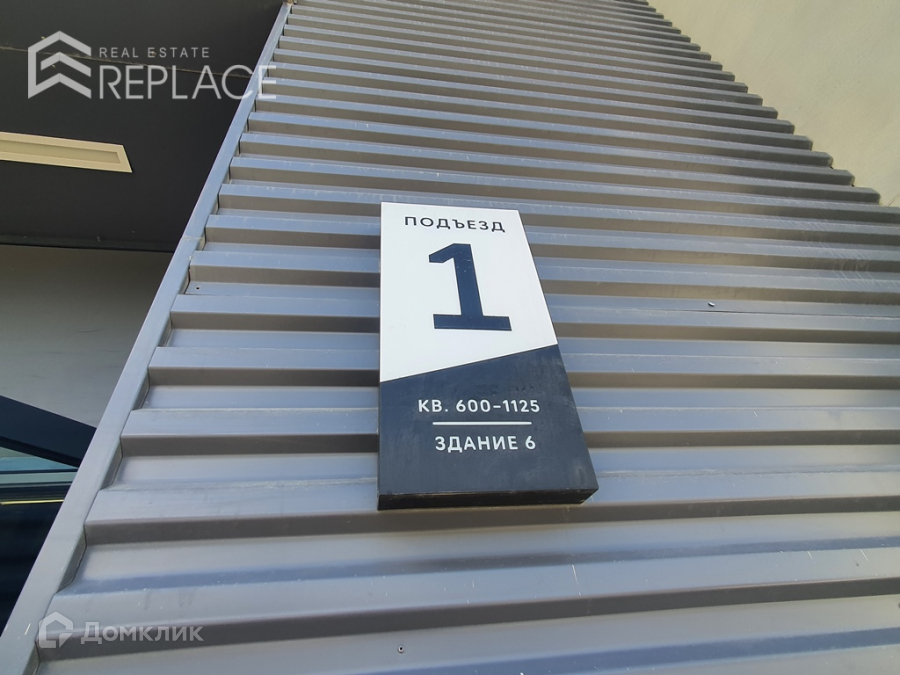 REAL ESTATE
REPLACE
ПОДЪЕЗД
1
КВ. 600-1125
ЗДАНИЕ 6
Домклик